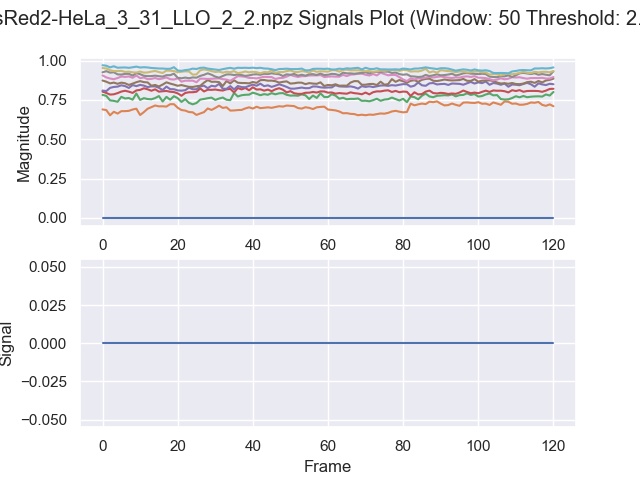 sRed2-HeLa_3_31_LLO_2_2.npz Signals Plot (Window: 50 Threshold: 2.
1.00
0.75
0.50
0.25
0.00
Magnitude
0 20 40 60 80 100 120
0.050
0.025
0.000
−0.025
−0.050
Signal
0 20 40 60 80 100 120
Frame